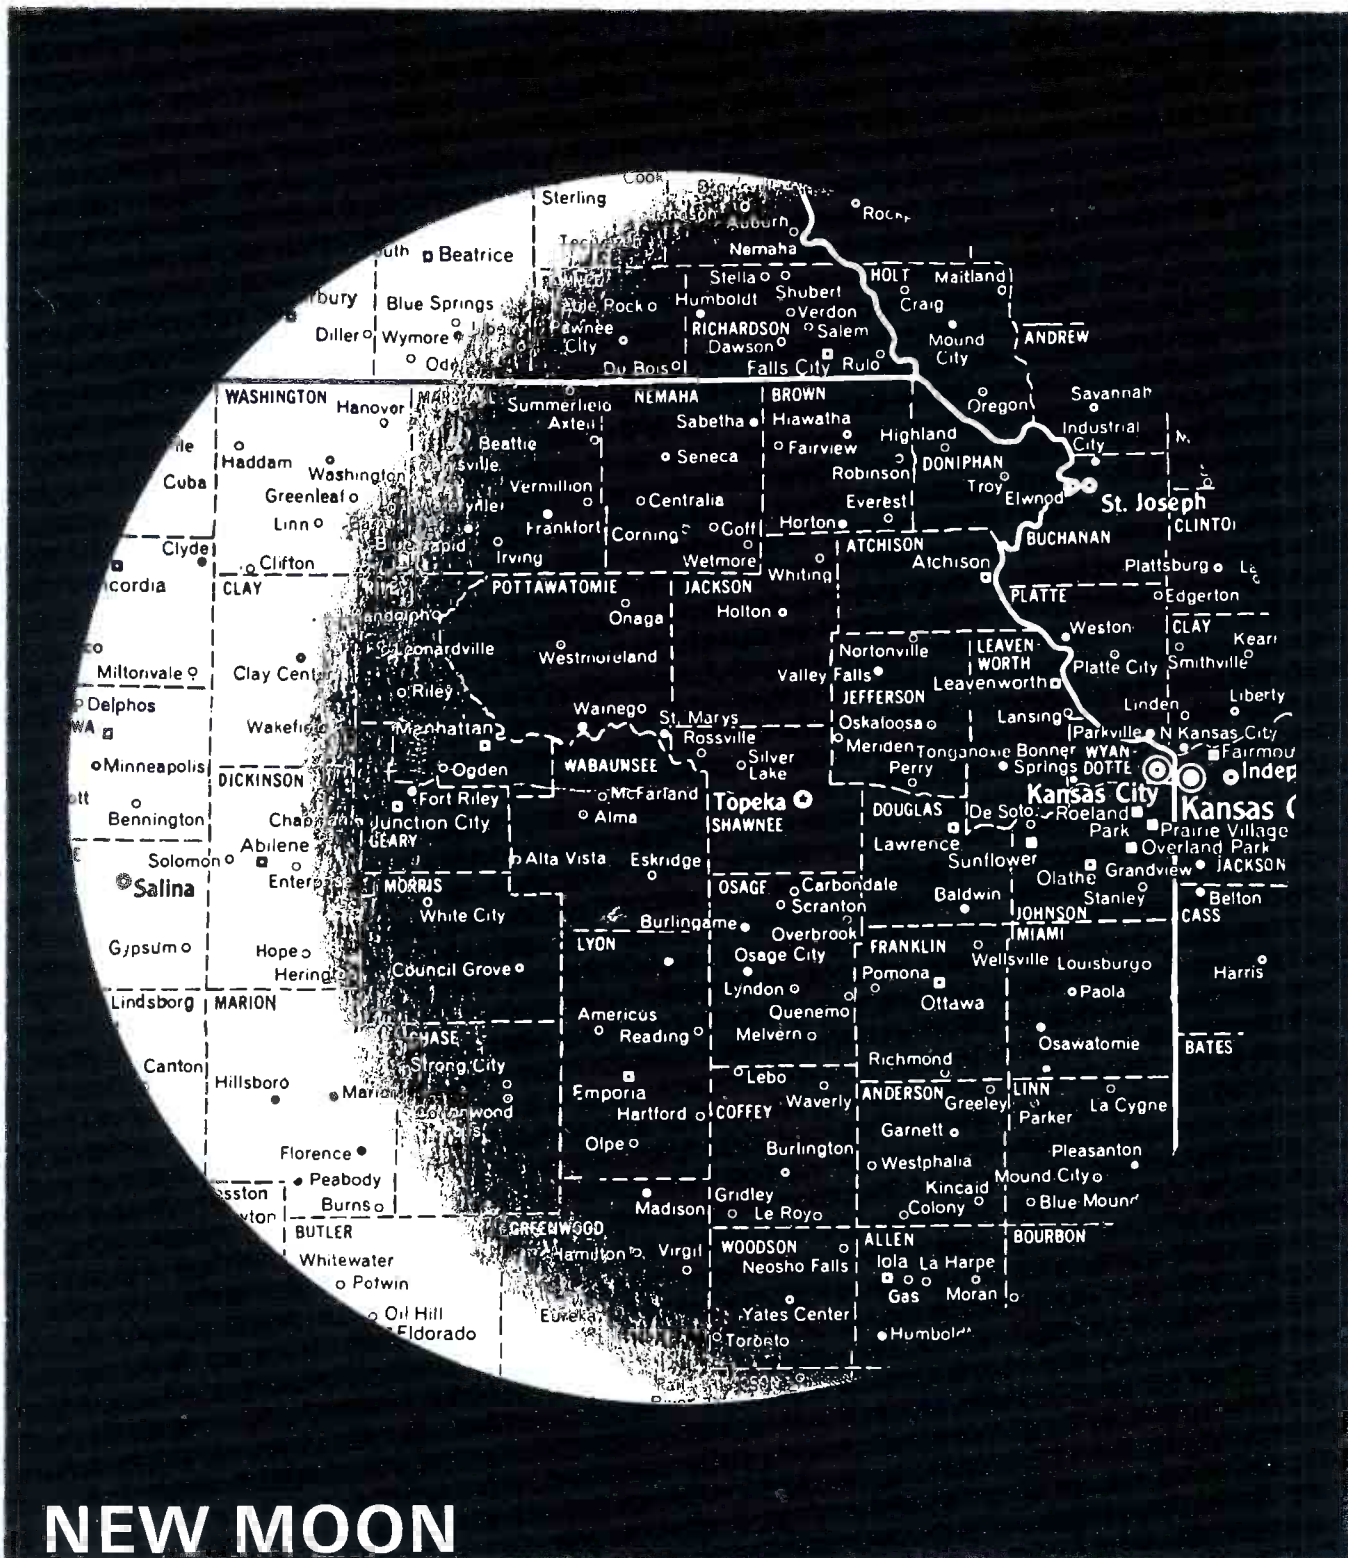 Cook
Sterling
Auburn
Nemaha
Beatrice
Stella
Shubert
HOLT
Maitland
Blue Springs
Humboldt
Verdon
Craig
Diller
Wymore
Pawnee
City
RICHARDSON
Salem
Dawson
Mound
City
ANDREW
Du Bois
Falls City
Rulo
WASHINGTON
Hanover
Summerfield
Axtell
NEMAHA
Sabetha
BROWN
Hiawatha
Oregon
Savannah
Beattie
Fairview
Highland
Industrial
City
Haddam
Washington
Seneca
Robinson
DONIPHAN
Cuba
Greenleaf
Vermillion
Centralia
Everest
Troy
Elwood
St. Joseph
Linn
Frankfort
Corning
Goff
Horton
Clyde
Irving
Wetmore
ATCHISON
BUCHANAN
Clifton
Whiting
Atchison
Plattsburg
CLAY
POTTAWATOMIE
JACKSON
PLATTE
Edgerton
Onaga
Holton
Weston
CLAY
Leonardville
Westmoreland
Nortonville
LEAVEN-
WORTH
Platte City
Smithville
Miltonvale
Valley Falls
Leavenworth
Delphos
Riley
JEFFERSON
Liberty
Wamego
St. Marys
Oskaloosa
Lansing
Linden
Manhattan
Rossville
Parkville
N Kansas City
Minneapolis
Ogden
WABAUNSEE
Silver
Lake
Meriden
Tonganoxie
Bonner
Springs
WYAN-
DOTTE
DICKINSON
Perry
Fort Riley
McFarland
Topeka
SHAWNEE
Kansas City
Bennington
Junction City
Alma
DOUGLAS
De Soto
Roeland
Park
Prairie Village
GEARY
Lawrence
Overland Park
Abilene
Solomon
Alta Vista
Eskridge
Sunflower
Grandview
JACKSON
Salina
MORRIS
OSAGE
Carbondale
Olathe
White City
Scranton
Baldwin
Stanley
Belton
Burlingame
Overbrook
JOHNSON
CASS
Gypsum
Hope
LYON
Osage City
FRANKLIN
MIAMI
Wellsville
Louisburg
Council Grove
Pomona
Harris
Lindsborg
MARION
Lyndon
Ottawa
Paola
Americus
Quenemo
Reading
Melvern
Osawatomie
BATES
Canton
Strong City
Richmond
Hillsboro
Lebo
ANDERSON
LINN
Emporia
Waverly
Greeley
Parker
La Cygne
Hartford
COFFEY
Garnett
Olpe
Burlington
Pleasanton
Florence
Westphalia
Mound City
Peabody
Kincaid
Burns
Madison
Gridley
Le Roy
Colony
BUTLER
GREENWOOD
WOODSON
ALLEN
BOURBON
Whitewater
Hamilton
Virgil
Neosho Falls
Iola
La Harpe
Potwin
Gas
Moran
Oil Hill
Eureka
Yates Center
Eldorado
Toronto
NEW MOON